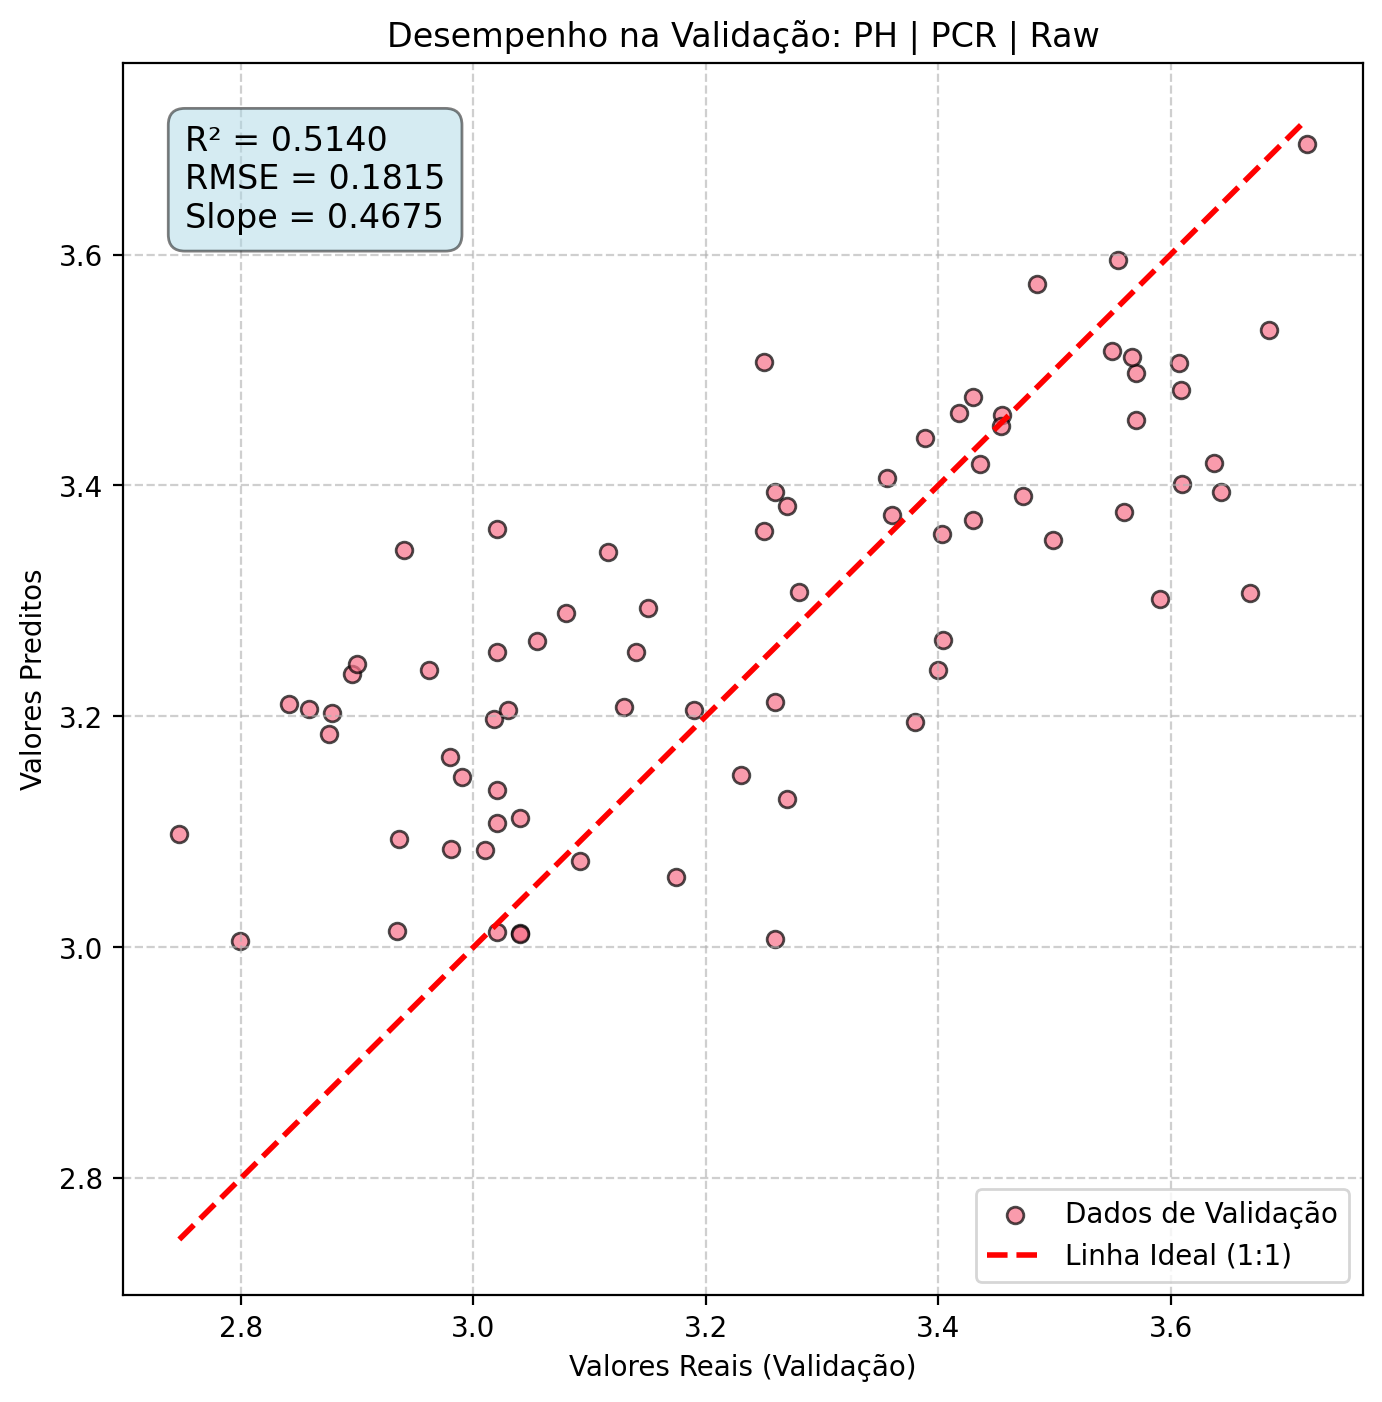 Desempenho na Validação: PH | PCR | Raw
R² = 0.5140
RMSE = 0.1815
Slope = 0.4675
3.6
3.4
3.2
3.0
2.8
Valores Preditos
Dados de Validação
Linha Ideal (1:1)
2.8 3.0 3.2 3.4 3.6
Valores Reais (Validação)